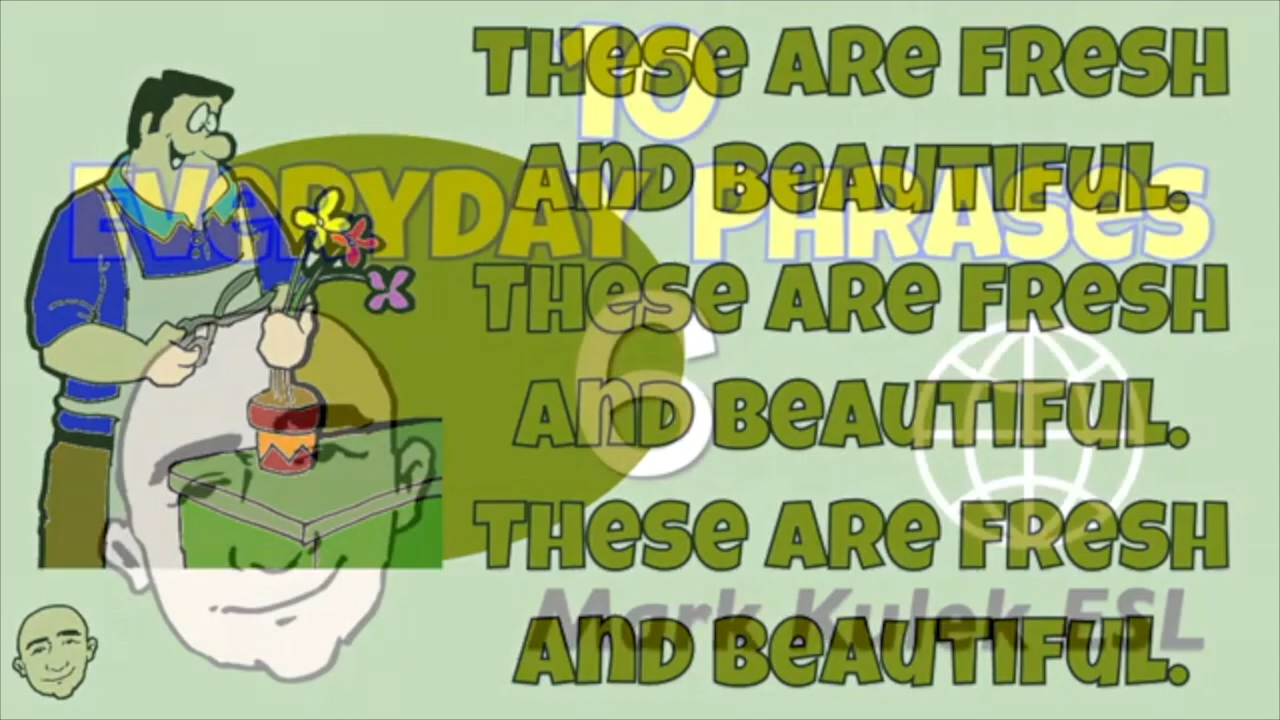 THESE ARE FRESH
AND BEAUTIFUL.
THESE ARE FRESH
AND BEAUTIFUL.
THESE ARE FRESH
AND BEAUTIFUL.
10
EVERYDAY PHRASES
6
Mark Kulek ESL